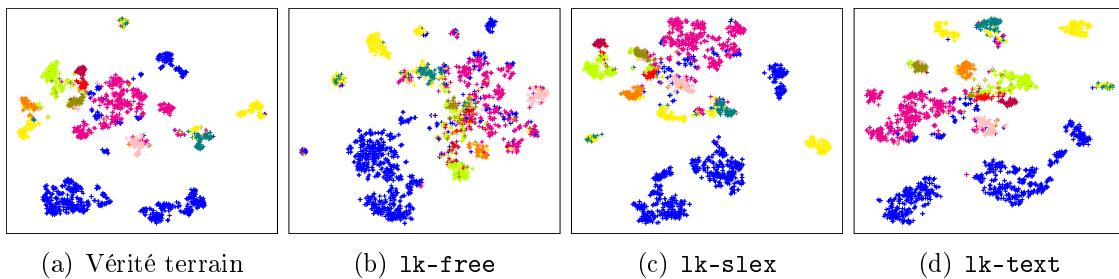 (a) Vérité terrain
(b) lk-free
(c) lk-slex
(d) lk-text